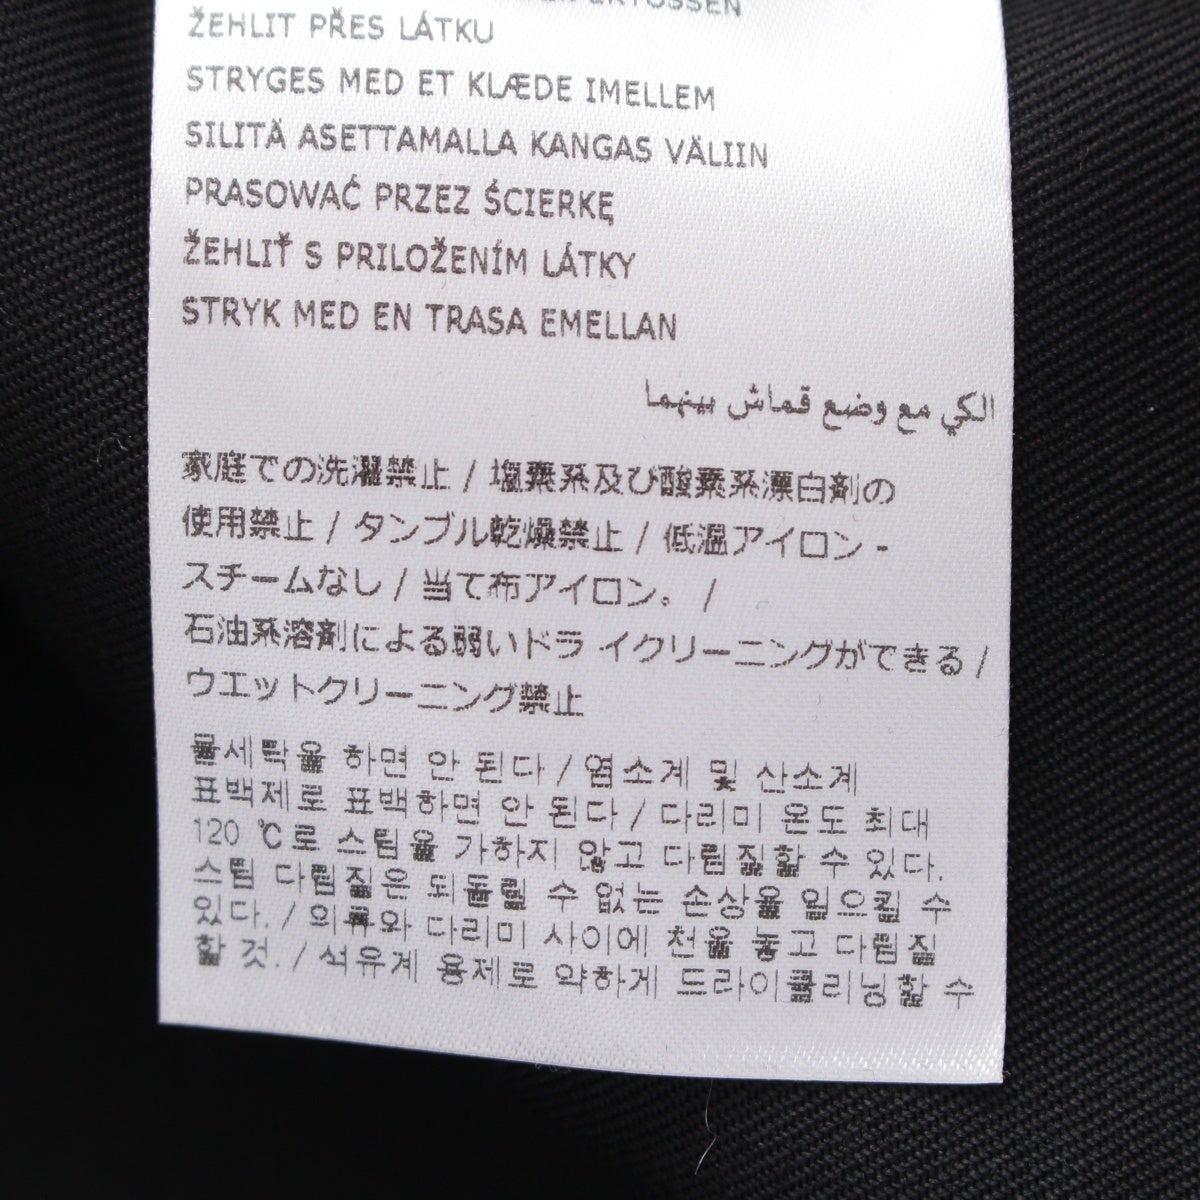 ŽEHLIT PŘES LÁTKU
STRYGES MED ET KLÆDE IMELLEM
SILITÄ ASETTAMALLA KANGAS VÄLIIN
PRASOWAĆ PRZEZ ŚCIERKĘ
ŽEHLIŤ S PRILOŽENÍM LÁTKY
STRYK MED EN TRASA EMELLAN
الكي مع وضع قماش بينهما
家庭での洗濯禁止 / 塩素系及び酸素系漂白剤の
使用禁止 / タンブル乾燥禁止 / 低温アイロン -
スチームなし / 当て布アイロン。 /
石油系溶剤による弱いドラ イクリーニングができる /
ウエットクリーニング禁止
물세탁을 하면 안 된다 / 염소계 및 산소계
표백제로 표백하면 안 된다 / 다리미 온도 최대
120 ℃로 스팀을 가하지 않고 다림질할 수 있다.
스팀 다림질은 되돌릴 수 없는 손상을 일으킬 수
있다. / 의류와 다리미 사이에 천을 놓고 다림질
할 것. / 석유계 용제로 약하게 드라이클리닝할 수